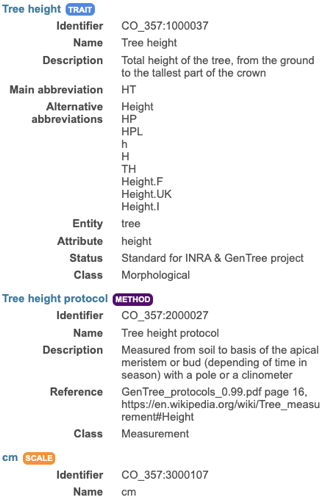 Tree height TRAIT
Identifier CO_357:1000037
Name Tree height
Description Total height of the tree, from the ground
to the tallest part of the crown
Main abbreviation HT
Alternative Height
abbreviations HP
HPL
h
H
TH
Height.F
Height.UK
Height.I
Entity tree
Attribute height
Status Standard for INRA & GenTree project
Class Morphological
Tree height protocol METHOD
Identifier CO_357:2000027
Name Tree height protocol
Description Measured from soil to basis of the apical
meristem or bud (depending of time in
season) with a pole or a clinometer
Reference GenTree_protocols_0.99.pdf page 16,
https://en.wikipedia.org/wiki/Tree_measu
rement#Height
Class Measurement
cm SCALE
Identifier CO_357:3000107
Name cm